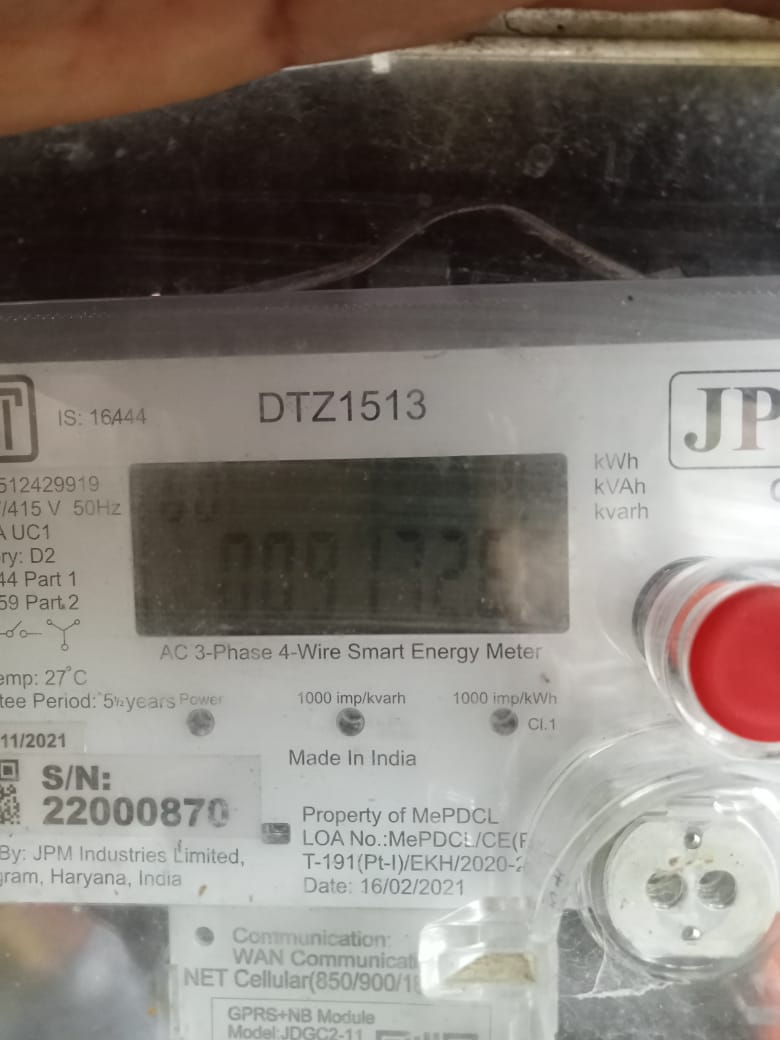 IS: 16444
DTZ1513
JP
512429919
/415 V 50Hz
kWh
kVAh
kvarh
A UC1
ry: D2
44 Part 1
59 Part 2
AC 3-Phase 4-Wire Smart Energy Meter
emp: 27°C
tee Period: 5½years
Power
1000 imp/kvarh
1000 imp/kWh
Cl.1
11/2021
Made In India
S/N:
22000870
Property of MePDCL
LOA No.:MePDCL/CE(
T-191(Pt-I)/EKH/2020-2
Date: 16/02/2021
By: JPM Industries Limited,
gram, Haryana, India
Communication:
WAN Communicat
NET Cellular(850/900/18
GPRS+NB Module
Model:JDGC2-11